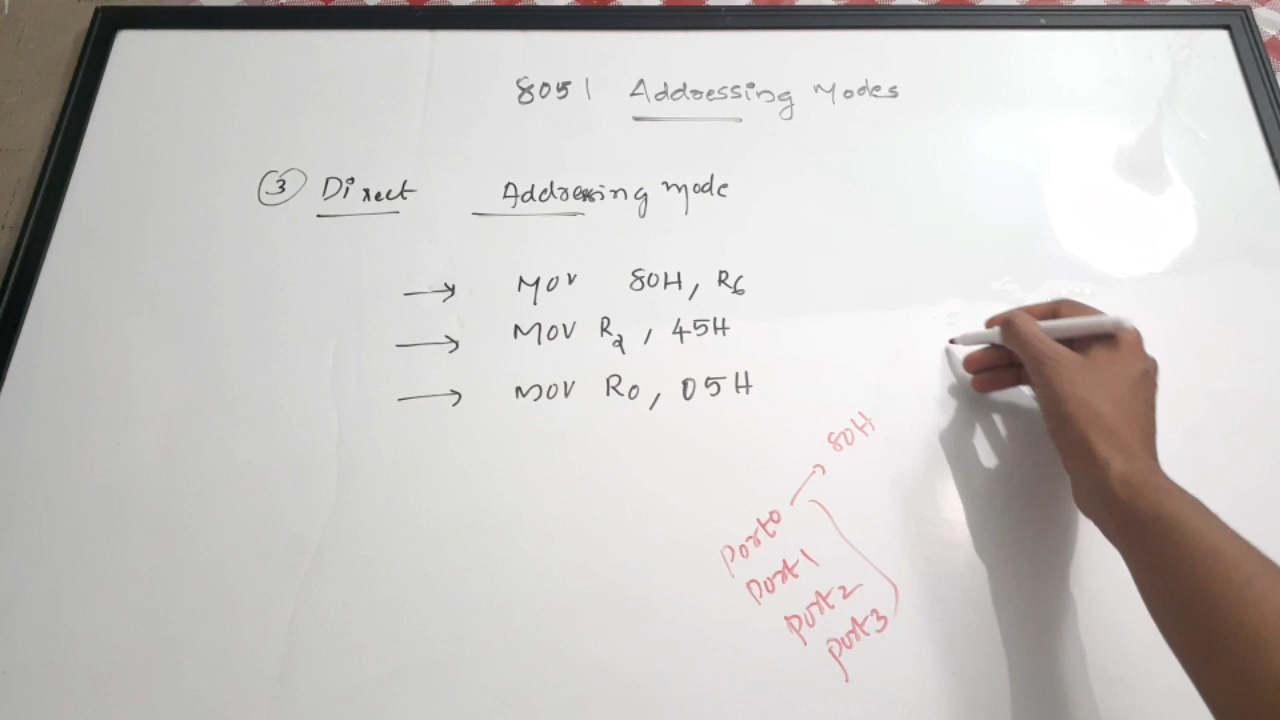 8051 Addressing Modes
③ Direct Addressing mode
→ MOV 80H, R6
→ MOV R2, 45H
→ MOV R0, 05H
Port0 → 80H
Port1
Port2
Port3